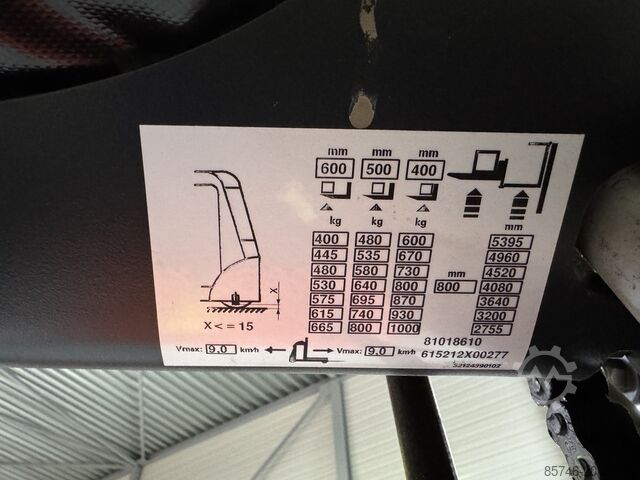 mm mm mm
600 500 400
kg kg kg mm
400 480 600 5395
445 535 670 4960
480 580 730 mm 4520
530 640 800 800 4080
575 695 870 3640
615 740 930 3200
665 800 1000 2755
X
X <= 15
81018610
Vmax: 9.0 km/h Vmax: 9.0 km/h 615212X00277
52124390102